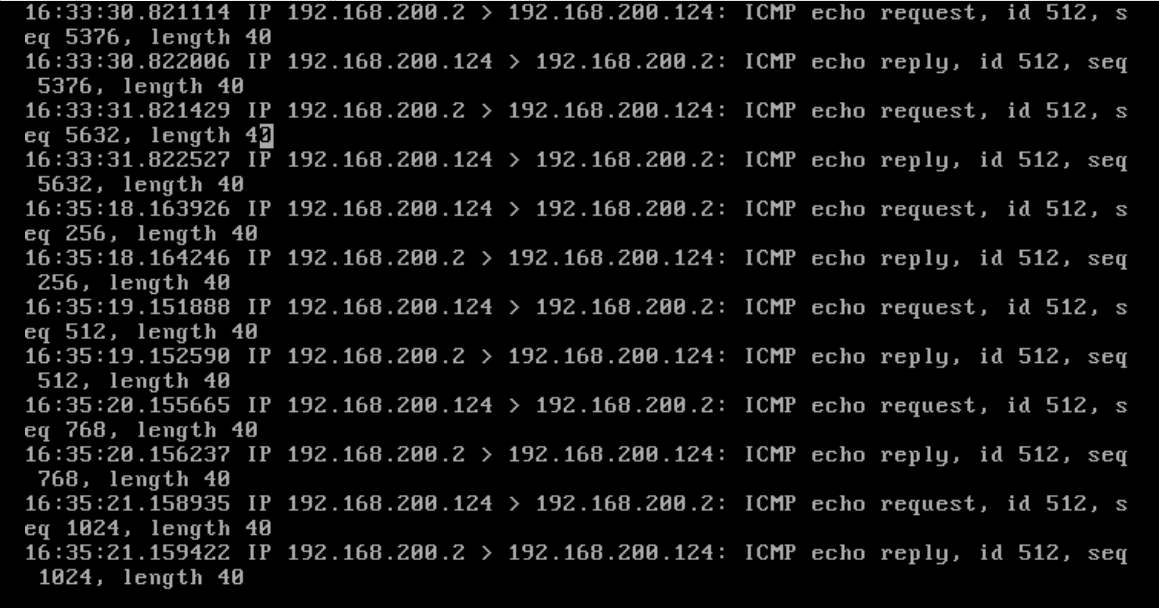 16:33:30.821114 IP 192.168.200.2 > 192.168.200.124: ICMP echo request, id 512, s
eq 5376, length 40
16:33:30.822006 IP 192.168.200.124 > 192.168.200.2: ICMP echo reply, id 512, seq
 5376, length 40
16:33:31.821429 IP 192.168.200.2 > 192.168.200.124: ICMP echo request, id 512, s
eq 5632, length 40
16:33:31.822527 IP 192.168.200.124 > 192.168.200.2: ICMP echo reply, id 512, seq
 5632, length 40
16:35:18.163926 IP 192.168.200.124 > 192.168.200.2: ICMP echo request, id 512, s
eq 256, length 40
16:35:18.164246 IP 192.168.200.2 > 192.168.200.124: ICMP echo reply, id 512, seq
 256, length 40
16:35:19.151888 IP 192.168.200.124 > 192.168.200.2: ICMP echo request, id 512, s
eq 512, length 40
16:35:19.152590 IP 192.168.200.2 > 192.168.200.124: ICMP echo reply, id 512, seq
 512, length 40
16:35:20.155665 IP 192.168.200.124 > 192.168.200.2: ICMP echo request, id 512, s
eq 768, length 40
16:35:20.156237 IP 192.168.200.2 > 192.168.200.124: ICMP echo reply, id 512, seq
 768, length 40
16:35:21.158935 IP 192.168.200.124 > 192.168.200.2: ICMP echo request, id 512, s
eq 1024, length 40
16:35:21.159422 IP 192.168.200.2 > 192.168.200.124: ICMP echo reply, id 512, seq
 1024, length 40